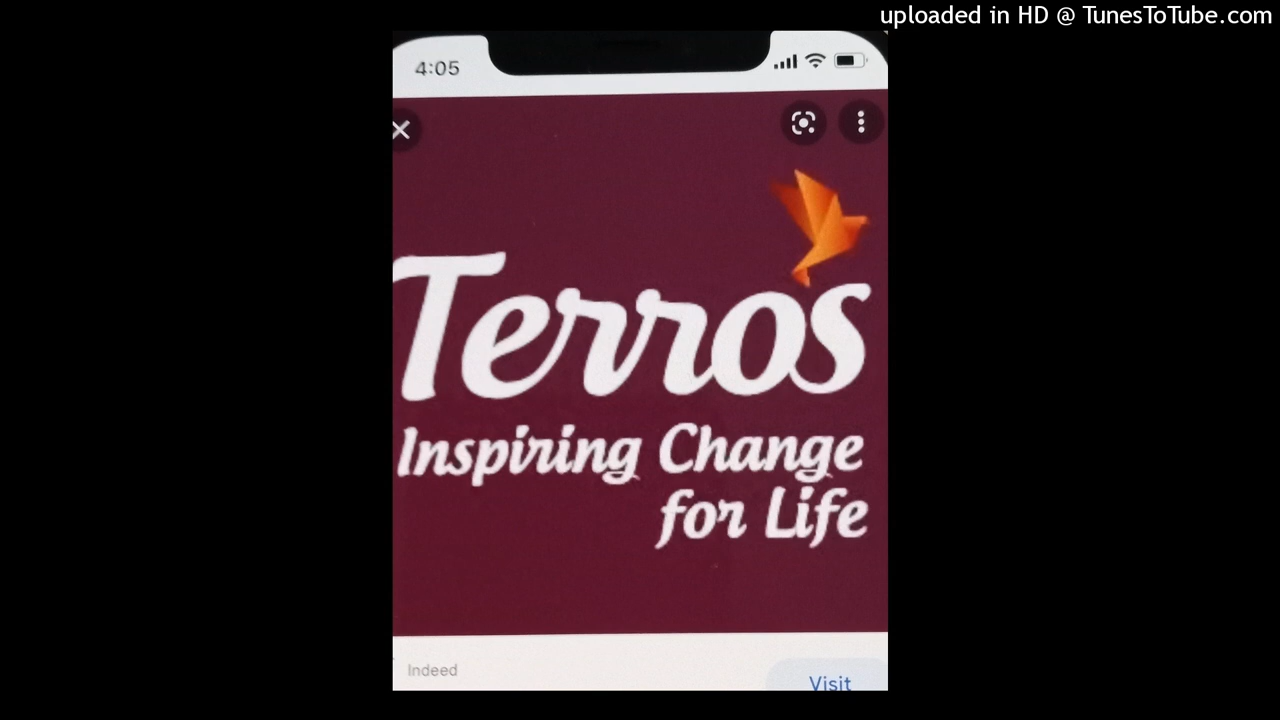 uploaded in HD @ TunesToTube.com
4:05
Terros
Inspiring Change
for Life
Indeed
Visit